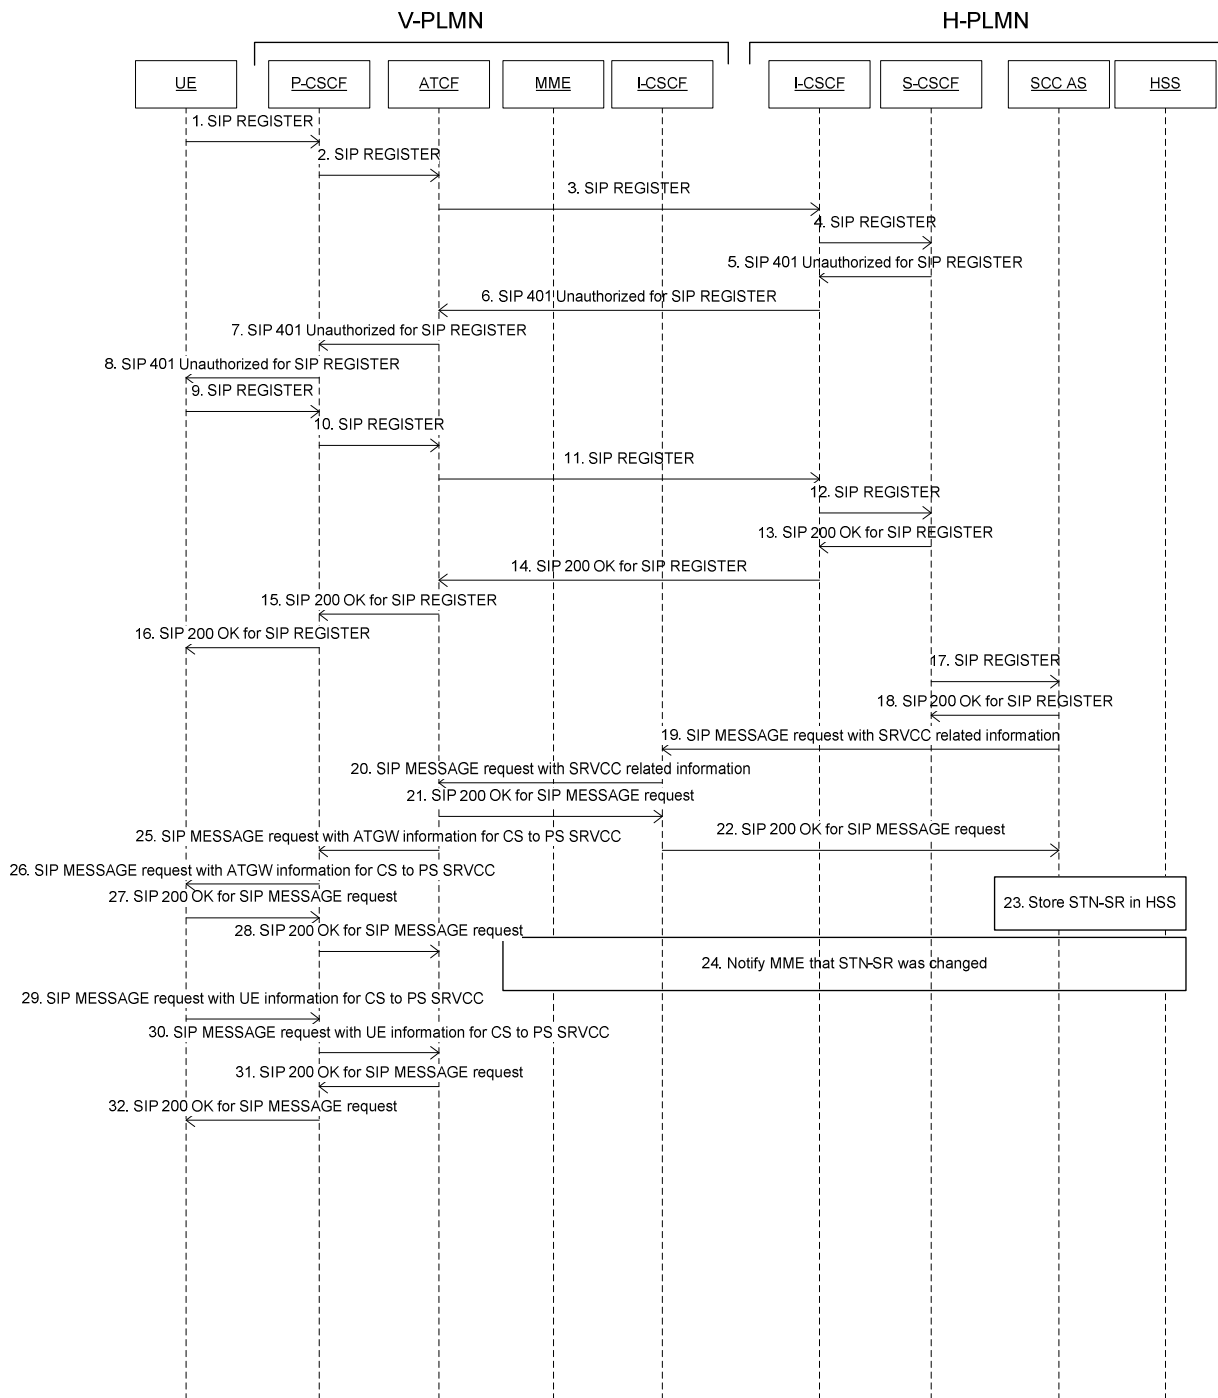 V-PLMN
H-PLMN
UE
P-CSCF
ATCF
MME
I-CSCF
I-CSCF
S-CSCF
SCC AS
HSS
1. SIP REGISTER
2. SIP REGISTER
3. SIP REGISTER
4. SIP REGISTER
5. SIP 401 Unauthorized for SIP REGISTER
6. SIP 401 Unauthorized for SIP REGISTER
7. SIP 401 Unauthorized for SIP REGISTER
8. SIP 401 Unauthorized for SIP REGISTER
9. SIP REGISTER
10. SIP REGISTER
11. SIP REGISTER
12. SIP REGISTER
13. SIP 200 OK for SIP REGISTER
14. SIP 200 OK for SIP REGISTER
15. SIP 200 OK for SIP REGISTER
16. SIP 200 OK for SIP REGISTER
17. SIP REGISTER
18. SIP 200 OK for SIP REGISTER
19. SIP MESSAGE request with SRVCC related information
20. SIP MESSAGE request with SRVCC related information
21. SIP 200 OK for SIP MESSAGE request
22. SIP 200 OK for SIP MESSAGE request
25. SIP MESSAGE request with ATGW information for CS to PS SRVCC
26. SIP MESSAGE request with ATGW information for CS to PS SRVCC
27. SIP 200 OK for SIP MESSAGE request
23. Store STN-SR in HSS
28. SIP 200 OK for SIP MESSAGE request
24. Notify MME that STN-SR was changed
29. SIP MESSAGE request with UE information for CS to PS SRVCC
30. SIP MESSAGE request with UE information for CS to PS SRVCC
31. SIP 200 OK for SIP MESSAGE request
32. SIP 200 OK for SIP MESSAGE request